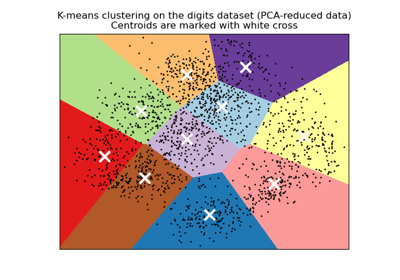 K-means clustering on the digits dataset (PCA-reduced data)
Centroids are marked with white cross